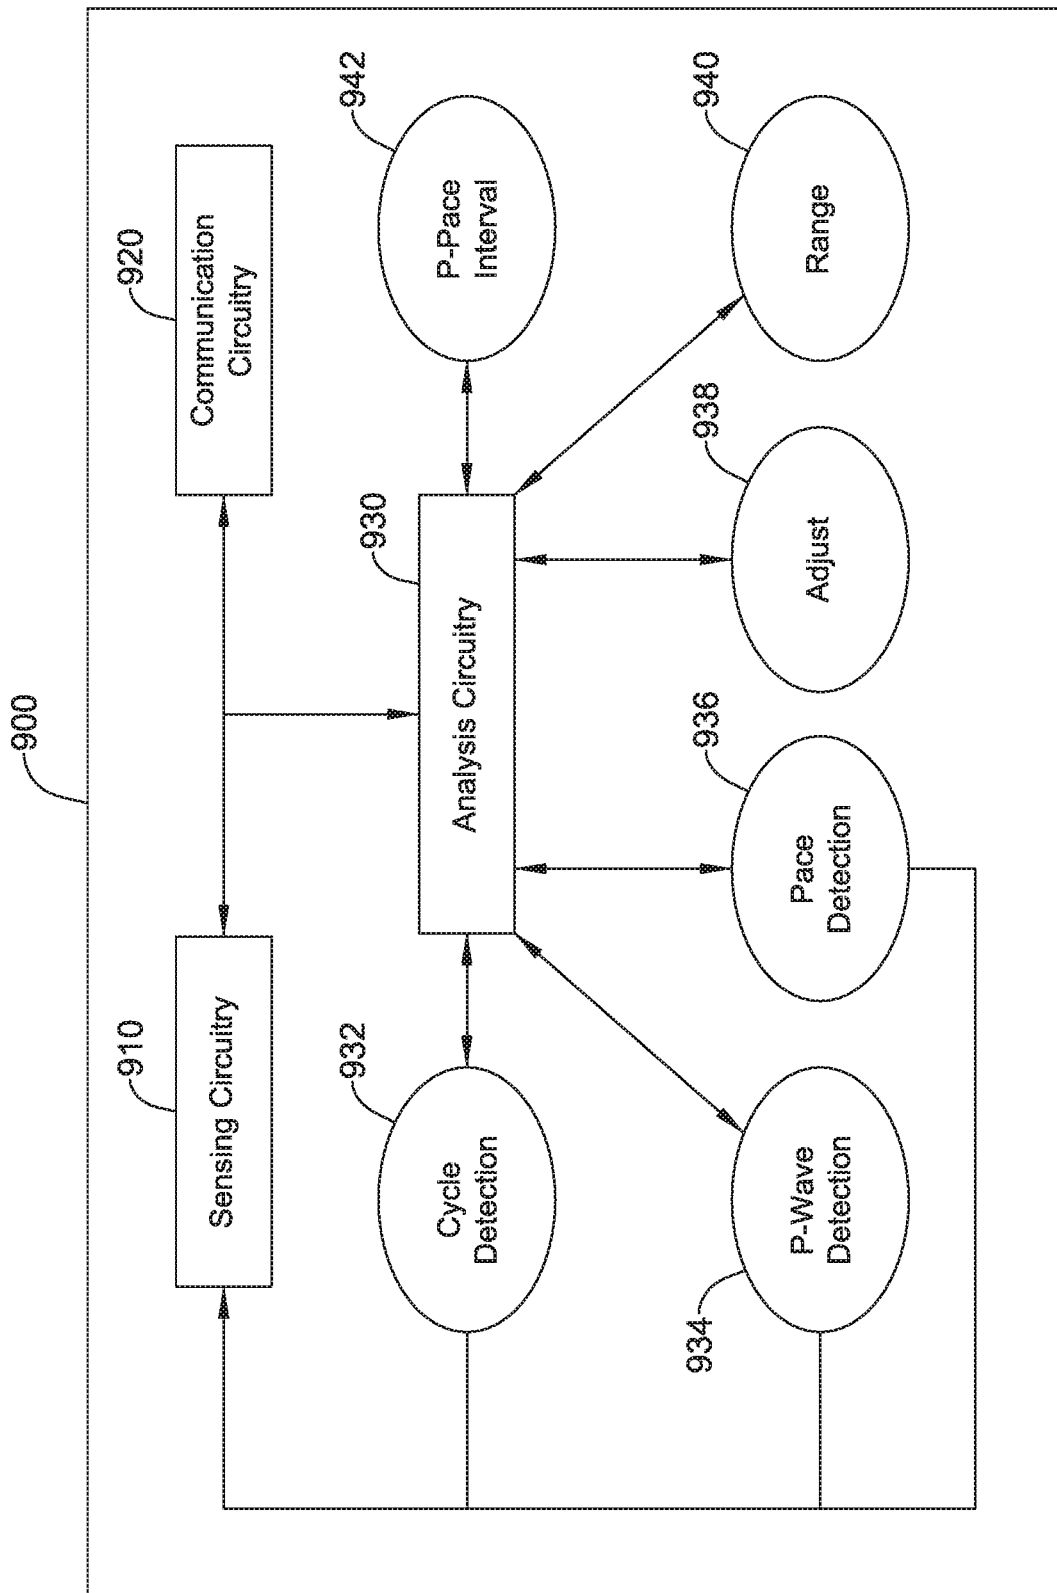 900
910
Sensing Circuitry
920
Communication
Circuitry
930
Analysis Circuitry
932
Cycle
Detection
942
P-Pace
Interval
934
P-Wave
Detection
936
Pace
Detection
938
Adjust
940
Range